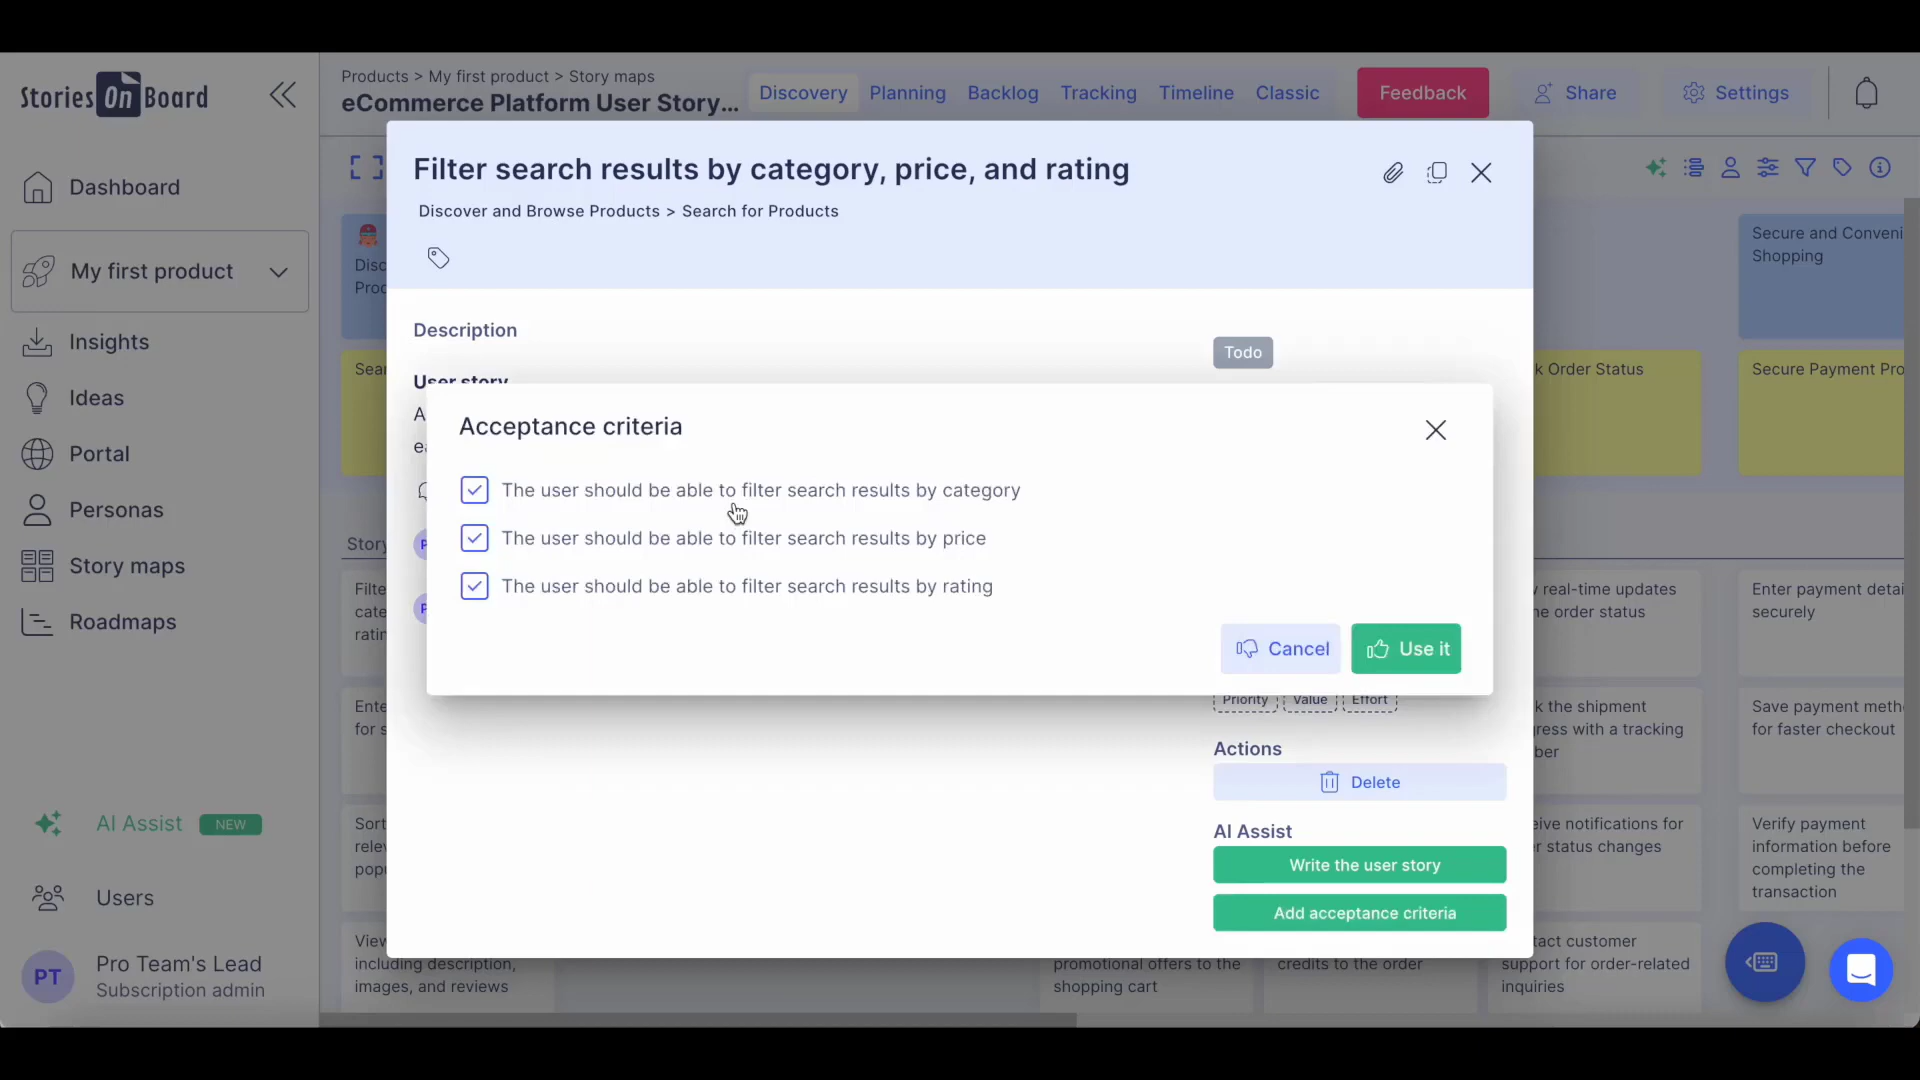 Stories On Board
Products > My first product > Story maps
eCommerce Platform User Story...
Discovery
Planning
Backlog
Tracking
Timeline
Classic
Feedback
Share
Settings
Dashboard
My first product
Insights
Ideas
Portal
Personas
Story maps
Roadmaps
AI Assist NEW
Users
PT
Pro Team's Lead
Subscription admin
Filter search results by category, price, and rating
Discover and Browse Products > Search for Products
Description
Todo
User story
Acceptance criteria
The user should be able to filter search results by category
The user should be able to filter search results by price
The user should be able to filter search results by rating
Cancel
Use it
Priority
Value
Effort
Actions
Delete
AI Assist
Write the user story
Add acceptance criteria
Secure and Conveni
Shopping
Order Status
Secure Payment Pro
real-time updates
order status
Enter payment detai
securely
the shipment
with a tracking
Save payment meth
for faster checkout
notifications for
status changes
Verify payment
information before
completing the
transaction
customer
support for order-related
inquiries
including description,
images, and reviews
promotional offers to the
shopping cart
credits to the order